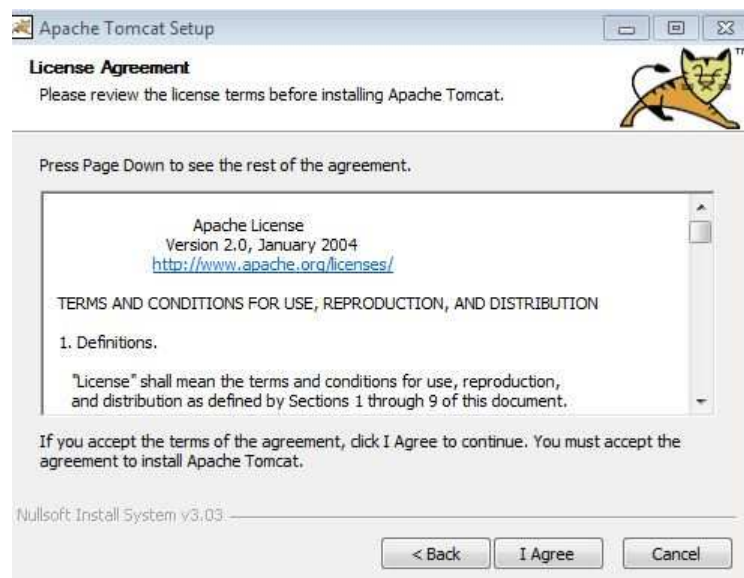 Apache Tomcat Setup
License Agreement
Please review the license terms before installing Apache Tomcat.
TM
Press Page Down to see the rest of the agreement.
Apache License
Version 2.0, January 2004
http://www.apache.org/licenses/
TERMS AND CONDITIONS FOR USE, REPRODUCTION, AND DISTRIBUTION
1. Definitions.
"License" shall mean the terms and conditions for use, reproduction,
and distribution as defined by Sections 1 through 9 of this document.
If you accept the terms of the agreement, click I Agree to continue. You must accept the
agreement to install Apache Tomcat.
Nullsoft Install System v3.03
< Back I Agree Cancel